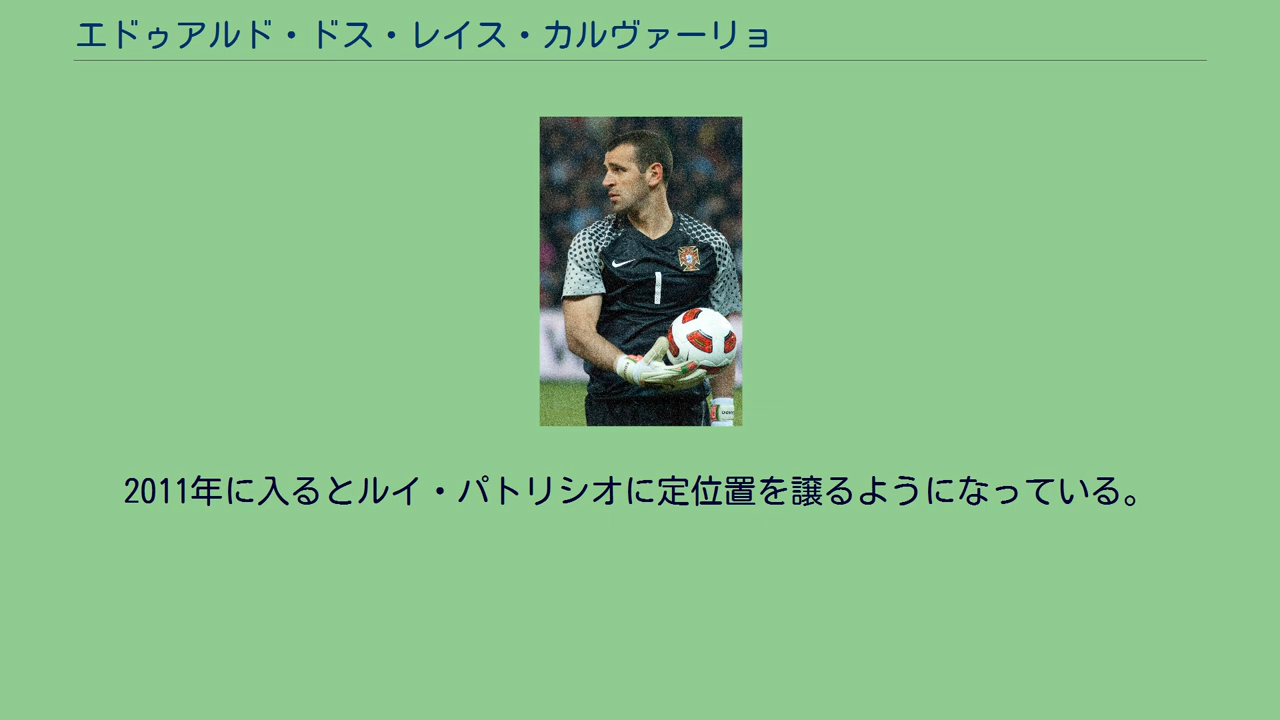 エドゥアルド・ドス・レイス・カルヴァーリョ
1
2011年に入るとルイ・パトリシオに定位置を譲るようになっている。